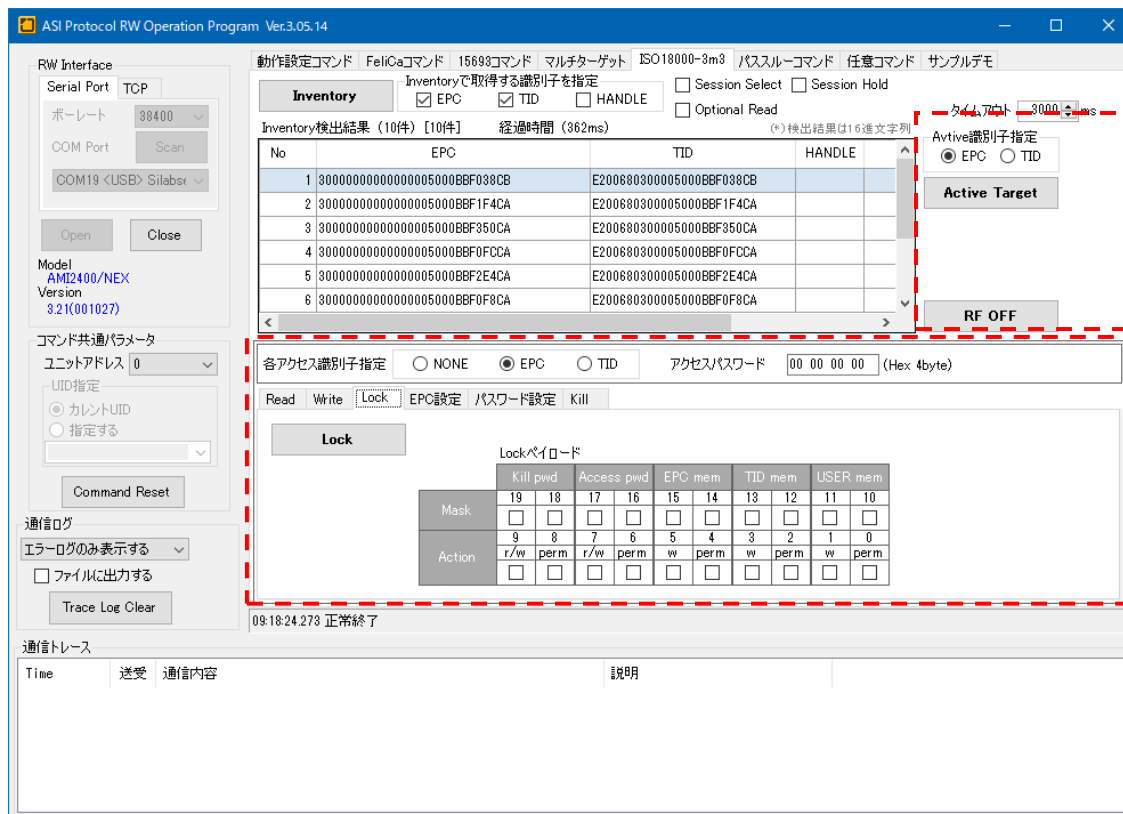 ASI Protocol RW Operation Program Ver.3.05.14
RW Interface
Serial Port TCP
ボーレート 38400
COM Port Scan
COM19 <USB> Silabse
Open Close
Model
AMI2400/NEX
Version
3.21(001027)
コマンド共通パラメータ
ユニットアドレス 0
UID指定
カレントUID
指定する
Command Reset
通信ログ
エラーログのみ表示する
ファイルに出力する
Trace Log Clear
動作設定コマンド FeliCaコマンド 15693コマンド マルチターゲット ISO18000-3m3 パススルーコマンド 任意コマンド サンプルデモ
Inventory
Inventoryで取得する識別子を指定
EPC TID HANDLE
Session Select Session Hold
Optional Read
タイムアウト 3000 ms
Inventory検出結果 (10件) [10件] 経過時間 (362ms) (*)検出結果は16進文字列
No EPC TID HANDLE
1 30000000000000005000BBF038CB E200680300005000BBF038CB
2 30000000000000005000BBF1F4CA E200680300005000BBF1F4CA
3 30000000000000005000BBF350CA E200680300005000BBF350CA
4 30000000000000005000BBF0FCCA E200680300005000BBF0FCCA
5 30000000000000005000BBF2E4CA E200680300005000BBF2E4CA
6 30000000000000005000BBF0F8CA E200680300005000BBF0F8CA
Avtive識別子指定
EPC TID
Active Target
RF OFF
各アクセス識別子指定 NONE EPC TID アクセスパスワード 00 00 00 00 (Hex 4byte)
Read Write Lock EPC設定 パスワード設定 Kill
Lock
Lockペイロード
Kill pwd Access pwd EPC mem TID mem USER mem
Mask
19 18 17 16 15 14 13 12 11 10
Action
9 8 7 6 5 4 3 2 1 0
r/w perm r/w perm w perm w perm w perm
09:18:24.273 正常終了
通信トレース
Time 送受 通信内容 説明